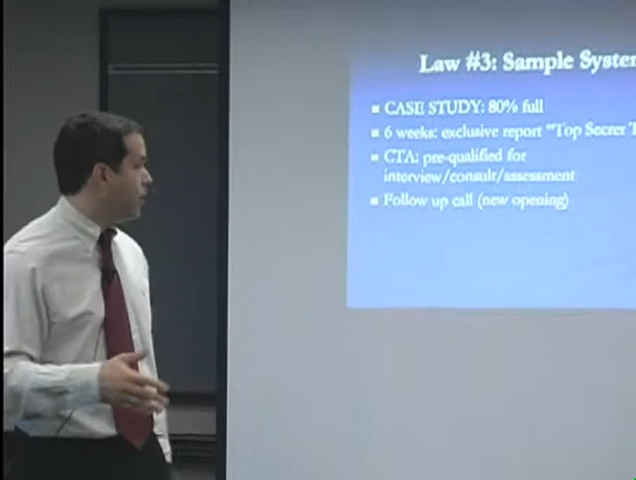 Law #3: Sample System
■ CASE STUDY: 80% full
■ 6 weeks: exclusive report "Top Secret T
■ CTA: pre-qualified for
interview/consult/assessment
■ Follow up call (new opening)